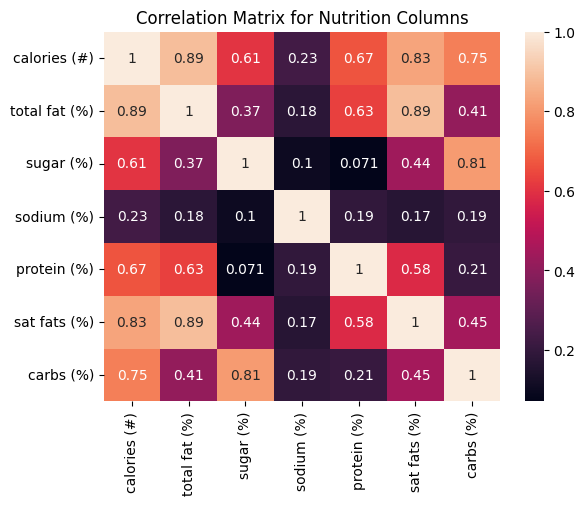 Correlation Matrix for Nutrition Columns
calories (#) 1 0.89 0.61 0.23 0.67 0.83 0.75
total fat (%) 0.89 1 0.37 0.18 0.63 0.89 0.41
sugar (%) 0.61 0.37 1 0.1 0.071 0.44 0.81
sodium (%) 0.23 0.18 0.1 1 0.19 0.17 0.19
protein (%) 0.67 0.63 0.071 0.19 1 0.58 0.21
sat fats (%) 0.83 0.89 0.44 0.17 0.58 1 0.45
carbs (%) 0.75 0.41 0.81 0.19 0.21 0.45 1
calories (#)
total fat (%)
sugar (%)
sodium (%)
protein (%)
sat fats (%)
carbs (%)
1.0
0.8
0.6
0.4
0.2